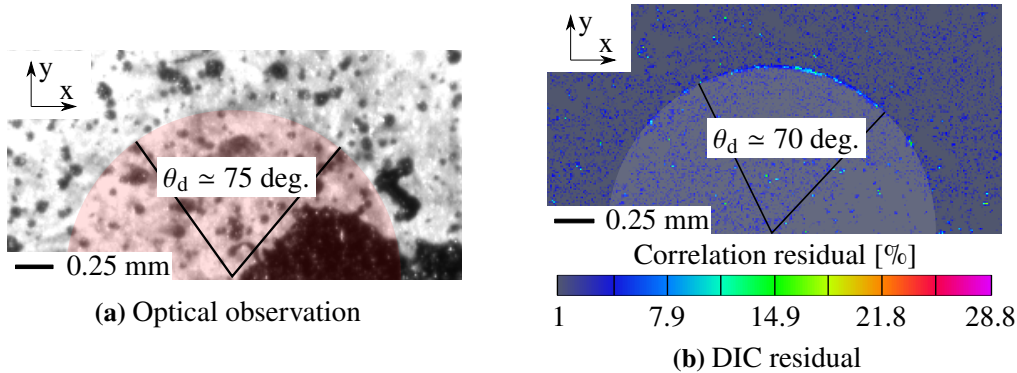 y
x
θd ≃ 75 deg.
0.25 mm
(a) Optical observation
y
x
θd ≃ 70 deg.
0.25 mm
Correlation residual [%]
1 7.9 14.9 21.8 28.8
(b) DIC residual